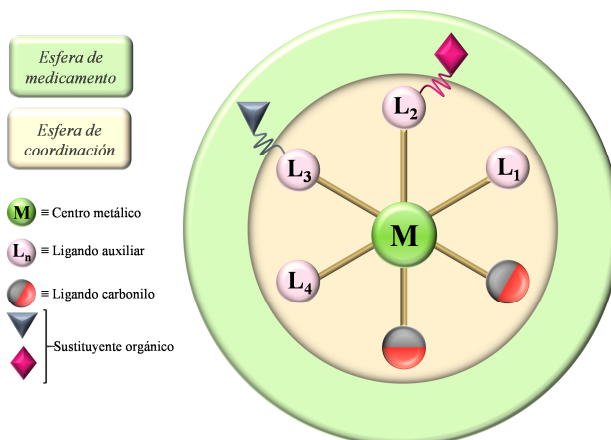 Esfera de
medicamento
Esfera de
coordinación
M ≡ Centro metálico
Ln ≡ Ligando auxiliar
≡ Ligando carbonilo
Sustituyente orgánico
L2
L3
L1
M
L4